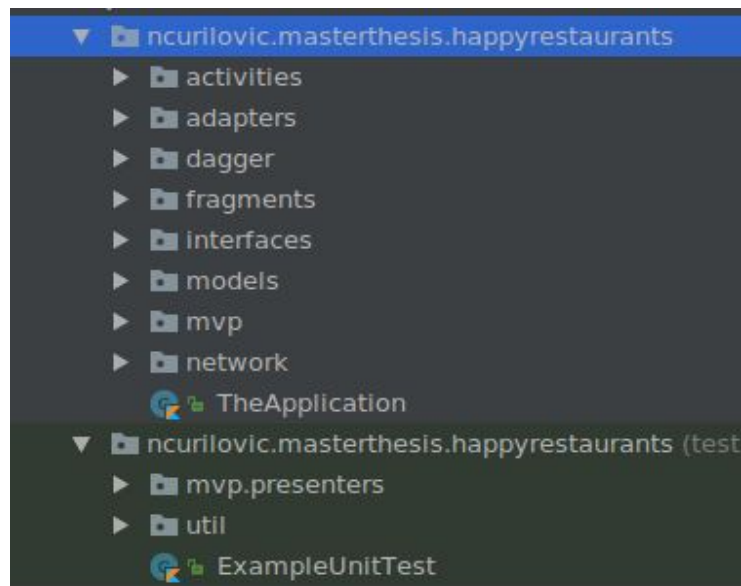 ncurilovic.masterthesis.happyrestaurants
activities
adapters
dagger
fragments
interfaces
models
mvp
network
TheApplication
ncurilovic.masterthesis.happyrestaurants (test
mvp.presenters
util
ExampleUnitTest